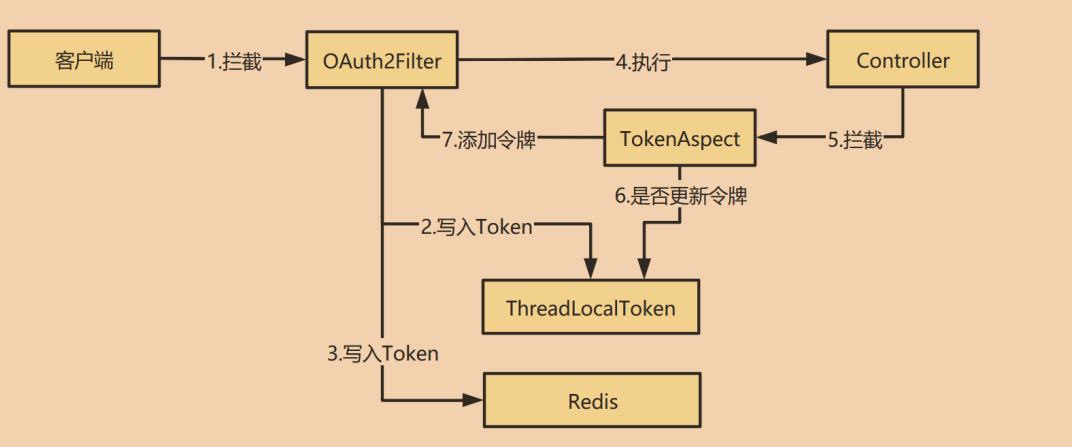 客户端
1.拦截
OAuth2Filter
4.执行
Controller
7.添加令牌
TokenAspect
5.拦截
6.是否更新令牌
2.写入Token
ThreadLocalToken
3.写入Token
Redis